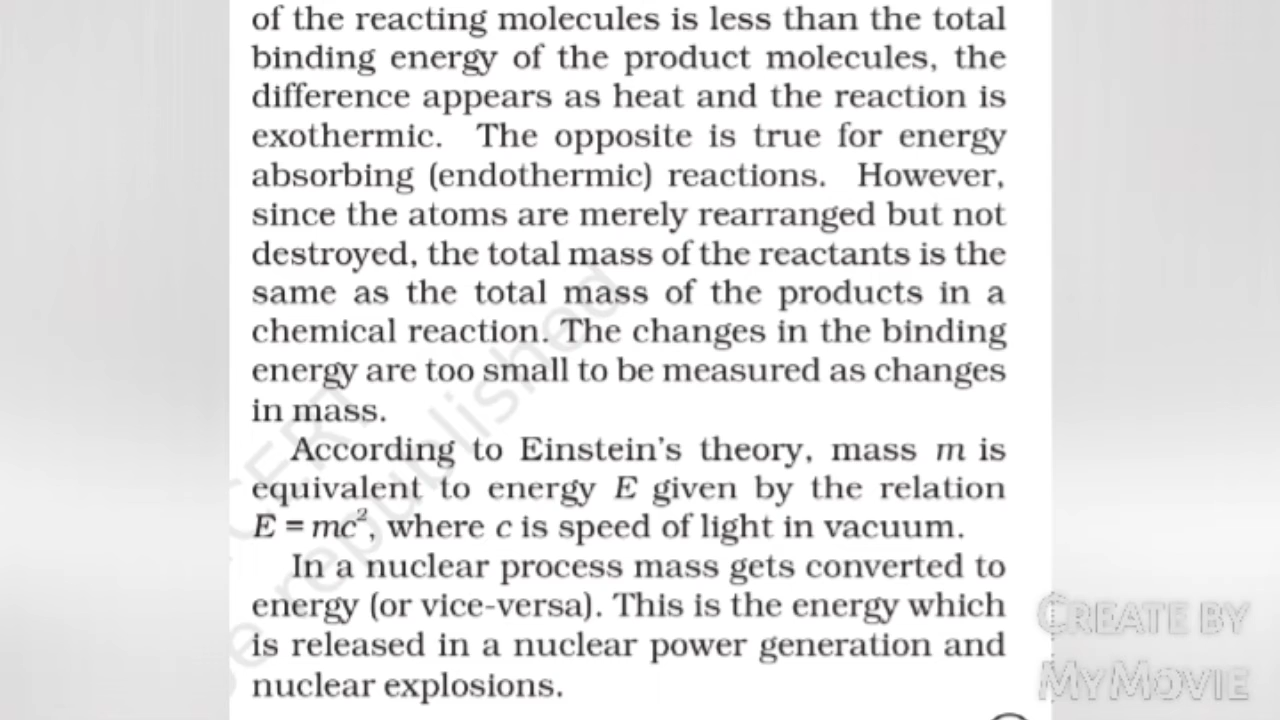 of the reacting molecules is less than the total
binding energy of the product molecules, the
difference appears as heat and the reaction is
exothermic. The opposite is true for energy
absorbing (endothermic) reactions. However,
since the atoms are merely rearranged but not
destroyed, the total mass of the reactants is the
same as the total mass of the products in a
chemical reaction. The changes in the binding
energy are too small to be measured as changes
in mass.
According to Einstein's theory, mass m is
equivalent to energy E given by the relation
E = mc², where c is speed of light in vacuum.
In a nuclear process mass gets converted to
energy (or vice-versa). This is the energy which
is released in a nuclear power generation and
nuclear explosions.
CERT
be republished
CREATE BY
MYMOVIE